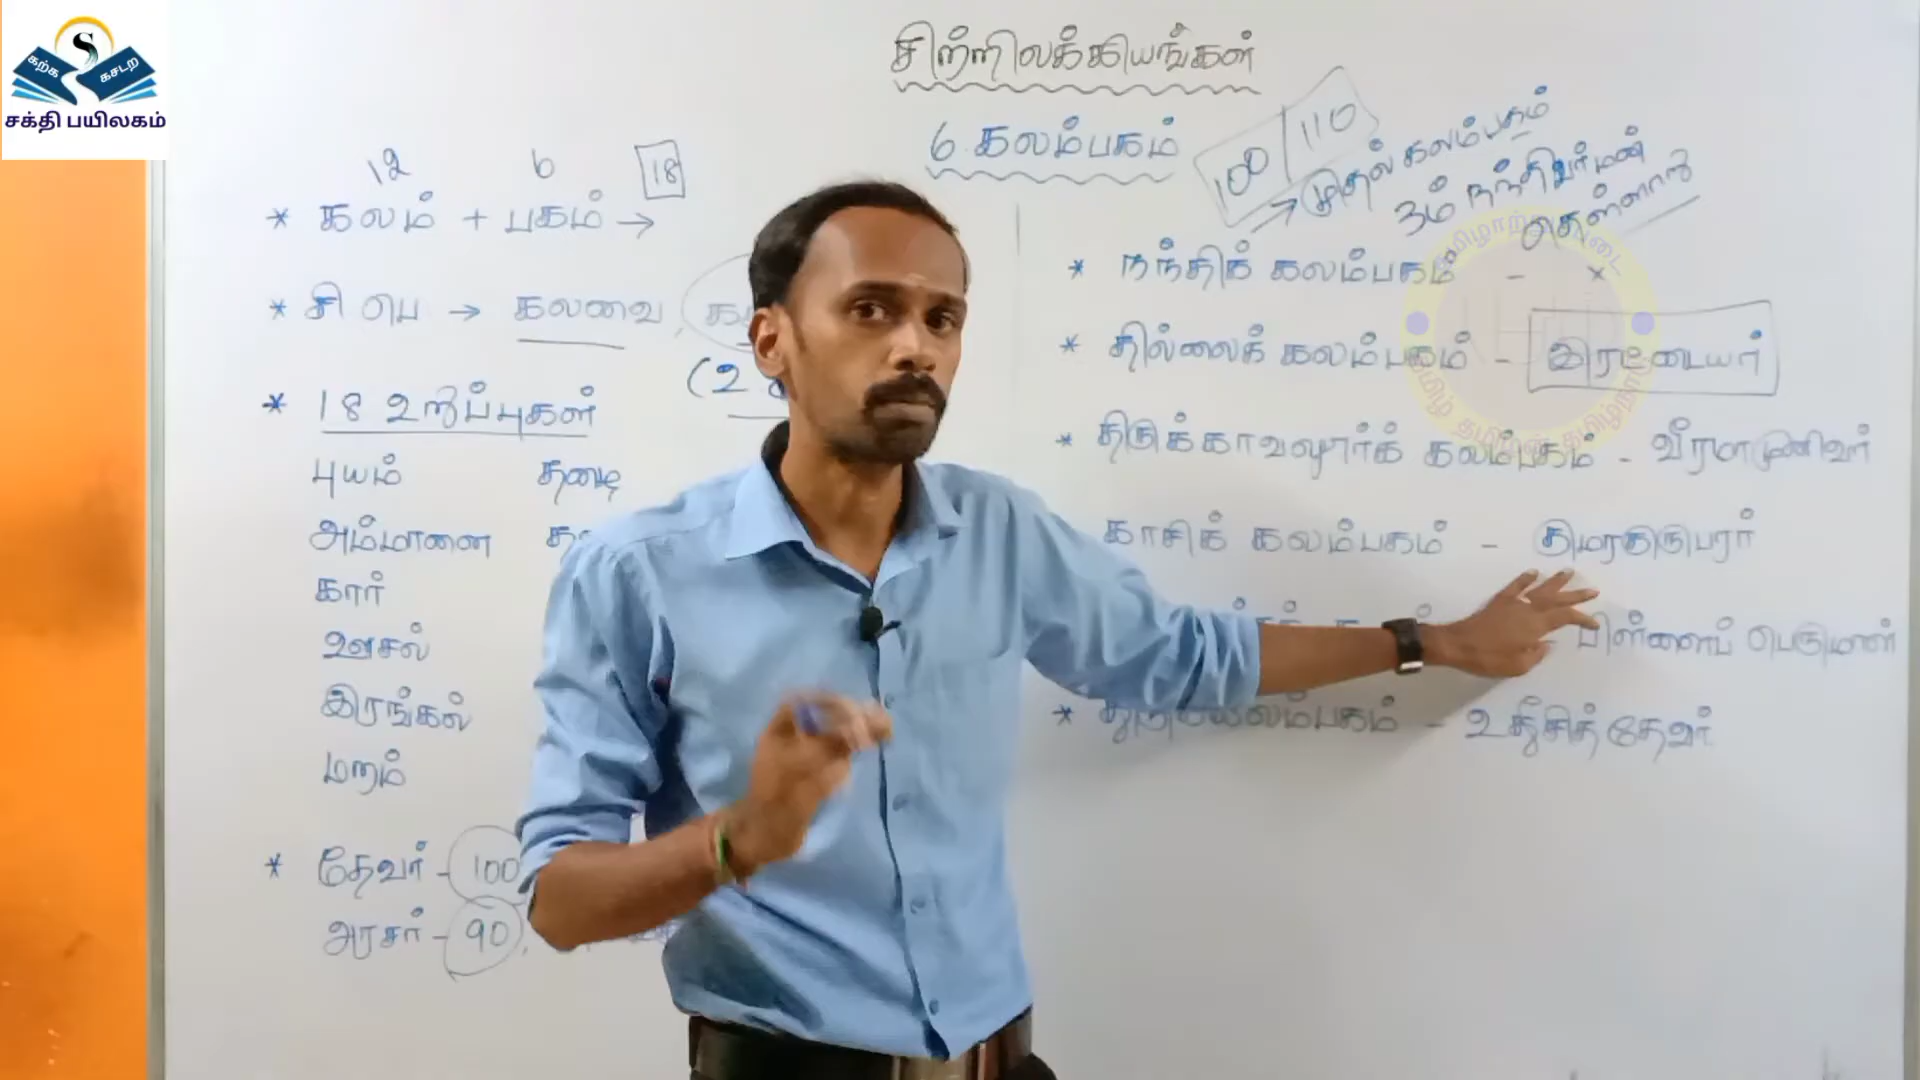 S
கற்க கசடற
சக்தி பயிலகம்
சிற்றிலக்கியங்கள்
6. கலம்பகம்
100 / 110
முதல் கலம்பகம்
3ம் நந்திவர்மன்
தெள்ளாறு
12 6 18
* கலம் + பகம் →
* சி பெ → கலவை,
(2
* 18 உறுப்புகள்
புயம் தழை
அம்மானை
கார்
ஊசல்
இரங்கல்
மறம்
* தேவர் - 100
அரசர் - 90,
* நந்திக் கலம்பகம் - ×
* தில்லைக் கலம்பகம் - இரட்டையர்
* திருக்காவலூர்க் கலம்பகம் - வீரமாமுனிவர்
காசிக் கலம்பகம் - குமரகுருபரர்
பிள்ளைப் பெருமாள்
* - உதீசித்தேவர்